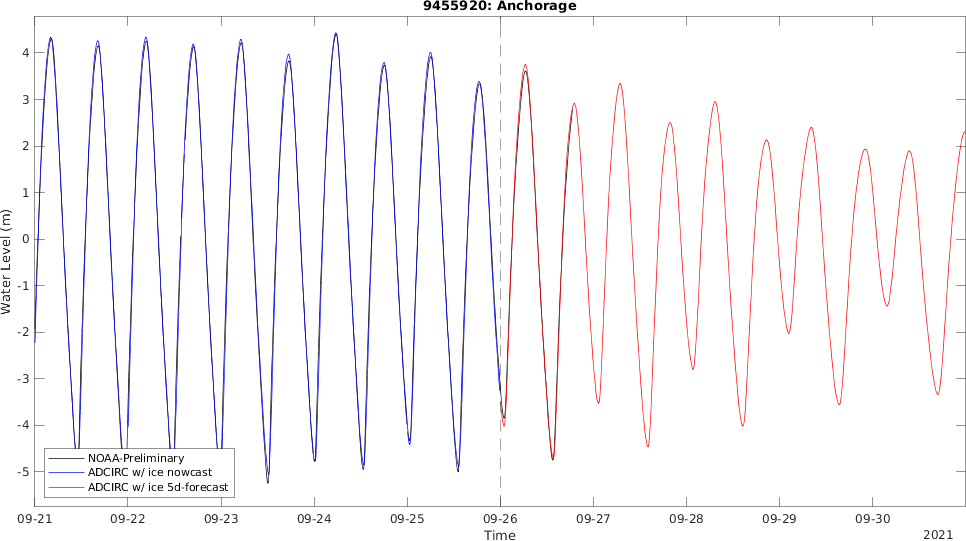 9455920: Anchorage
Water Level (m)
4
3
2
1
0
-1
-2
-3
-4
-5
NOAA-Preliminary
ADCIRC w/ ice nowcast
ADCIRC w/ ice 5d-forecast
09-21 09-22 09-23 09-24 09-25 09-26 09-27 09-28 09-29 09-30
Time
2021